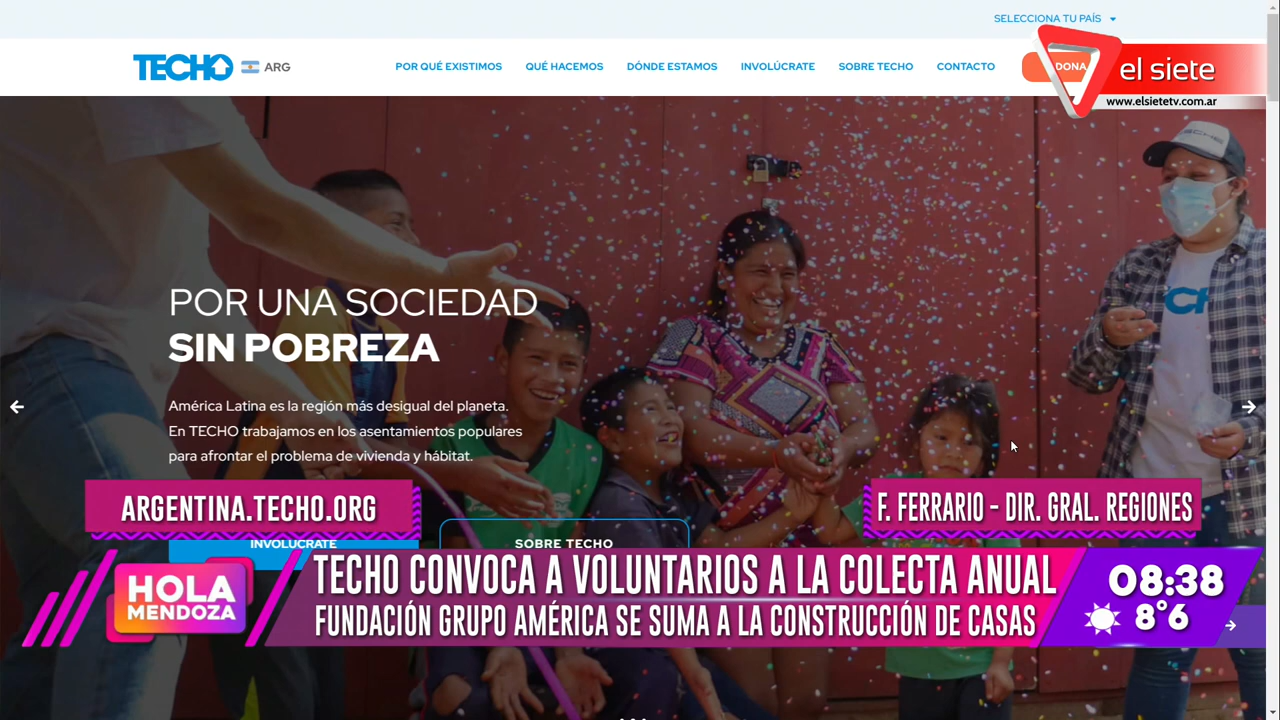 SELECCIONA TU PAÍS
TECHO ARG
POR QUÉ EXISTIMOS QUÉ HACEMOS DÓNDE ESTAMOS INVOLÚCRATE SOBRE TECHO CONTACTO DONA
el siete
www.elsietetv.com.ar
POR UNA SOCIEDAD
SIN POBREZA
América Latina es la región más desigual del planeta.
En TECHO trabajamos en los asentamientos populares
para afrontar el problema de vivienda y hábitat.
ARGENTINA.TECHO.ORG
F. FERRARIO - DIR. GRAL. REGIONES
INVOLÚCRATE
SOBRE TECHO
HOLA
MENDOZA
TECHO CONVOCA A VOLUNTARIOS A LA COLECTA ANUAL
FUNDACIÓN GRUPO AMÉRICA SE SUMA A LA CONSTRUCCIÓN DE CASAS
08:38
8°6